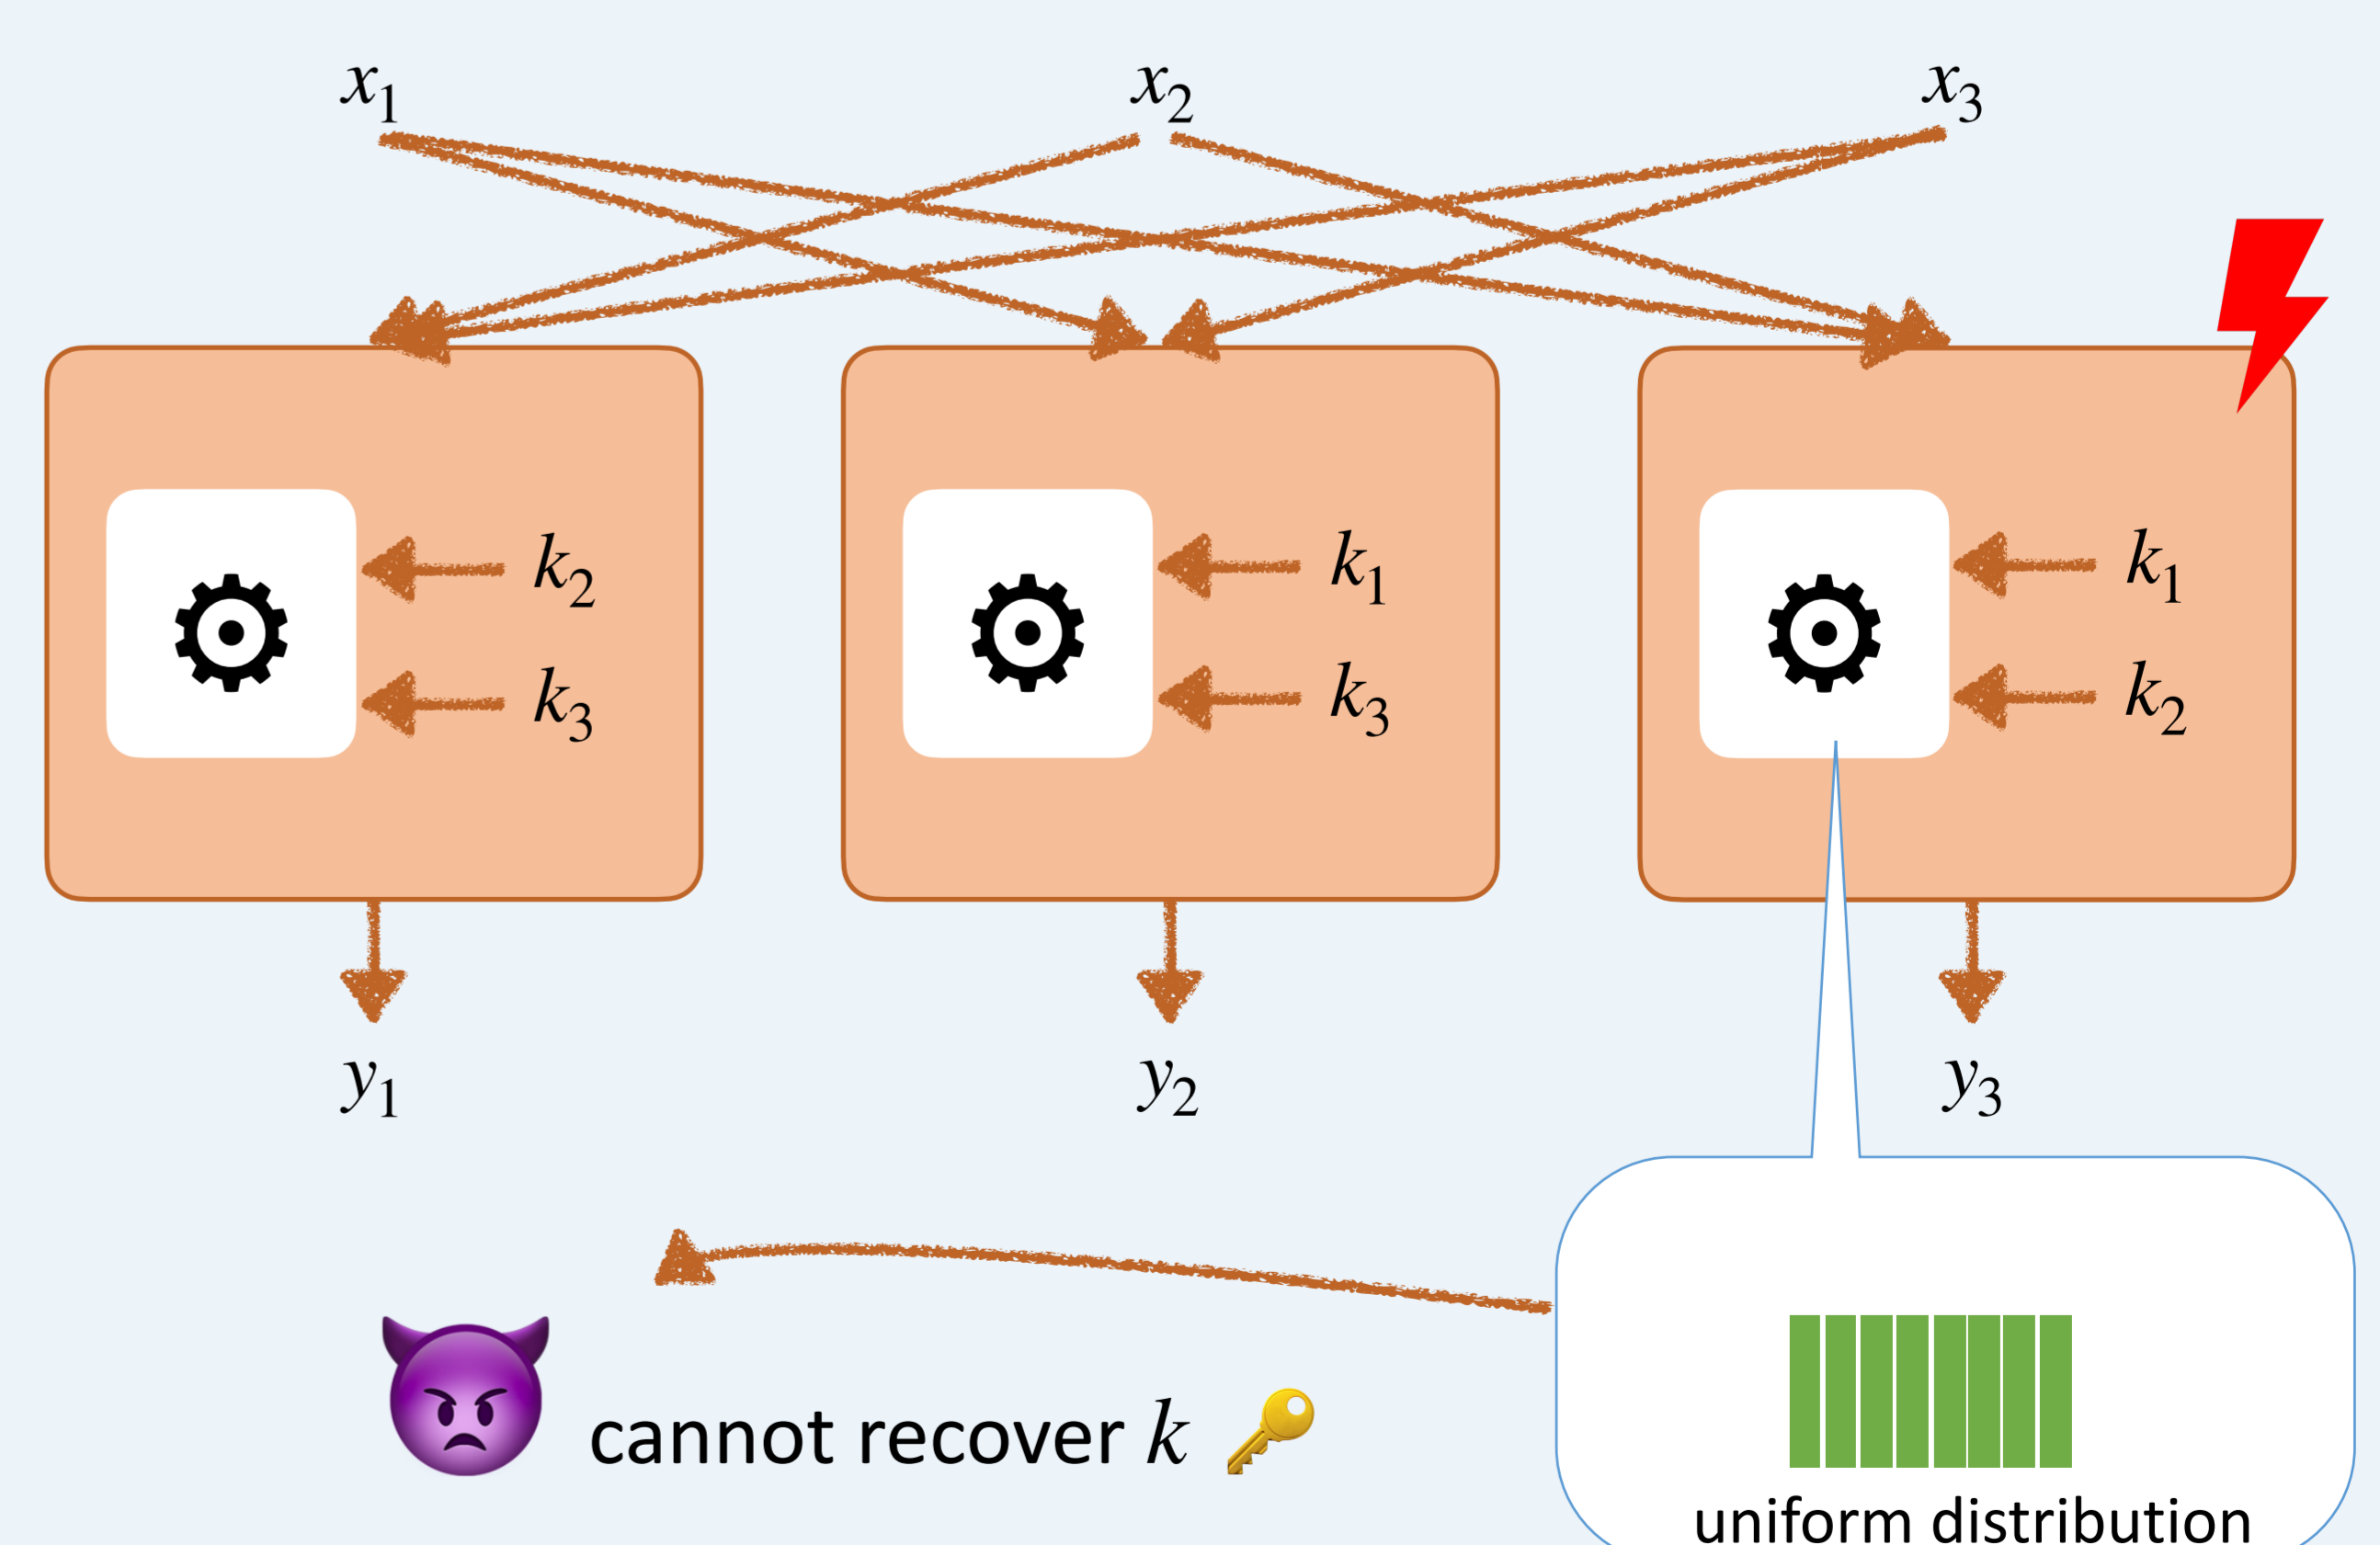 x₁ x₂ x₃
k₂ k₁ k₁
k₃ k₃ k₂
y₁ y₂ y₃
cannot recover k
uniform distribution